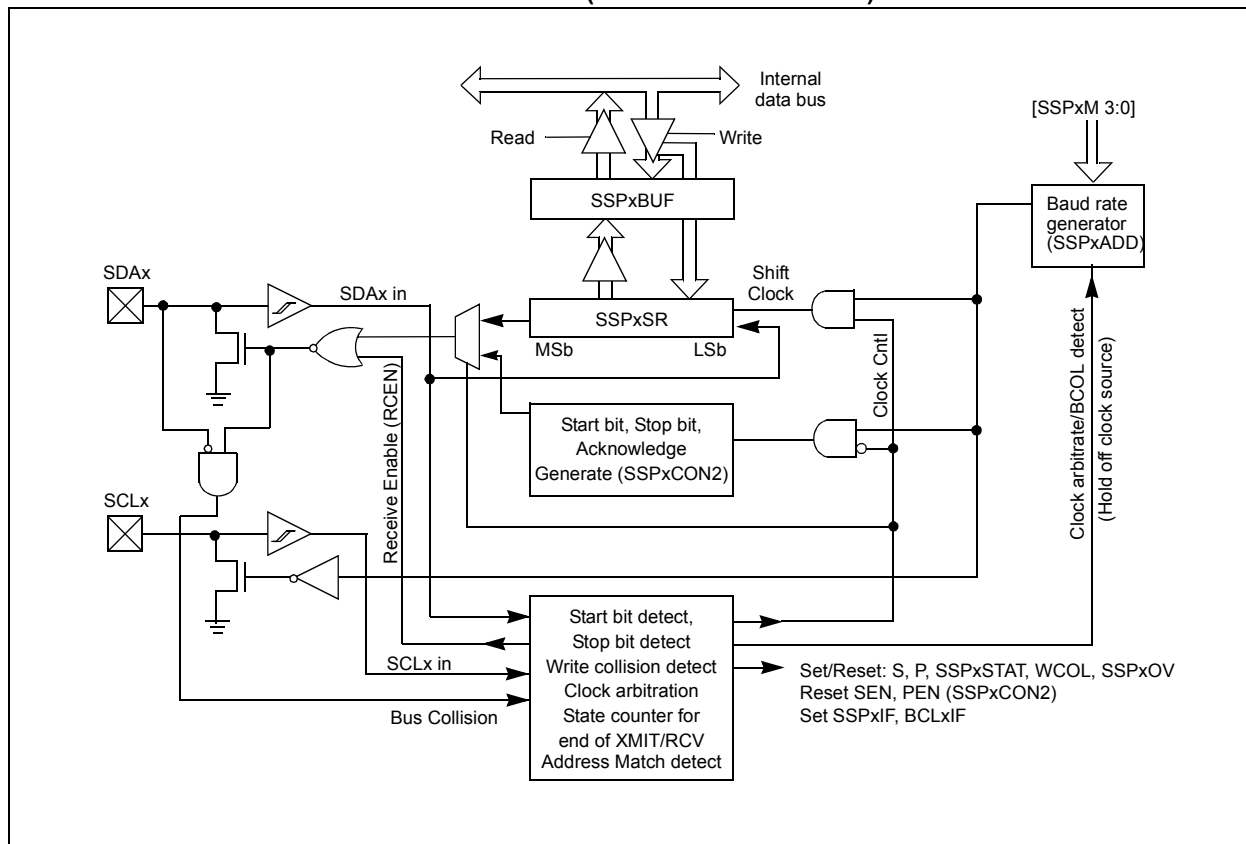 Internal
data bus
[SSPxM 3:0]
Read
Write
SSPxBUF
Baud rate
generator
(SSPxADD)
SDAx
SDAx in
Shift
Clock
SSPxSR
MSb
LSb
Receive Enable (RCEN)
Start bit, Stop bit,
Acknowledge
Generate (SSPxCON2)
Clock Cntl
Clock arbitrate/BCOL detect
(Hold off clock source)
SCLx
SCLx in
Bus Collision
Start bit detect,
Stop bit detect
Write collision detect
Clock arbitration
State counter for
end of XMIT/RCV
Address Match detect
Set/Reset: S, P, SSPxSTAT, WCOL, SSPxOV
Reset SEN, PEN (SSPxCON2)
Set SSPxIF, BCLxIF